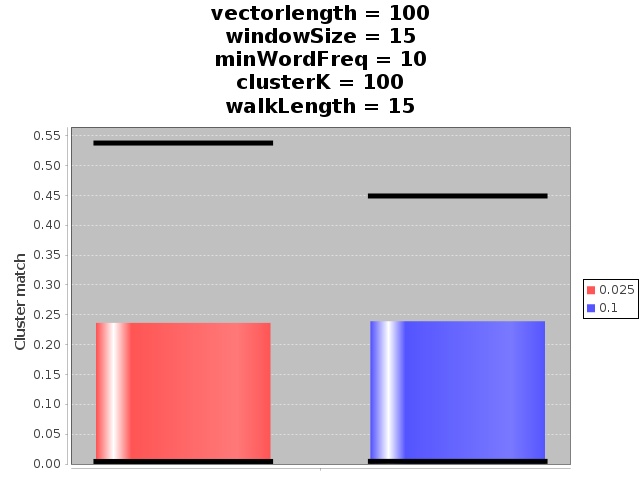 vectorlength = 100
windowSize = 15
minWordFreq = 10
clusterK = 100
walkLength = 15
0.55
0.50
0.45
0.40
0.35
0.30
0.25
0.20
0.15
0.10
0.05
0.00
Cluster match
0.025
0.1